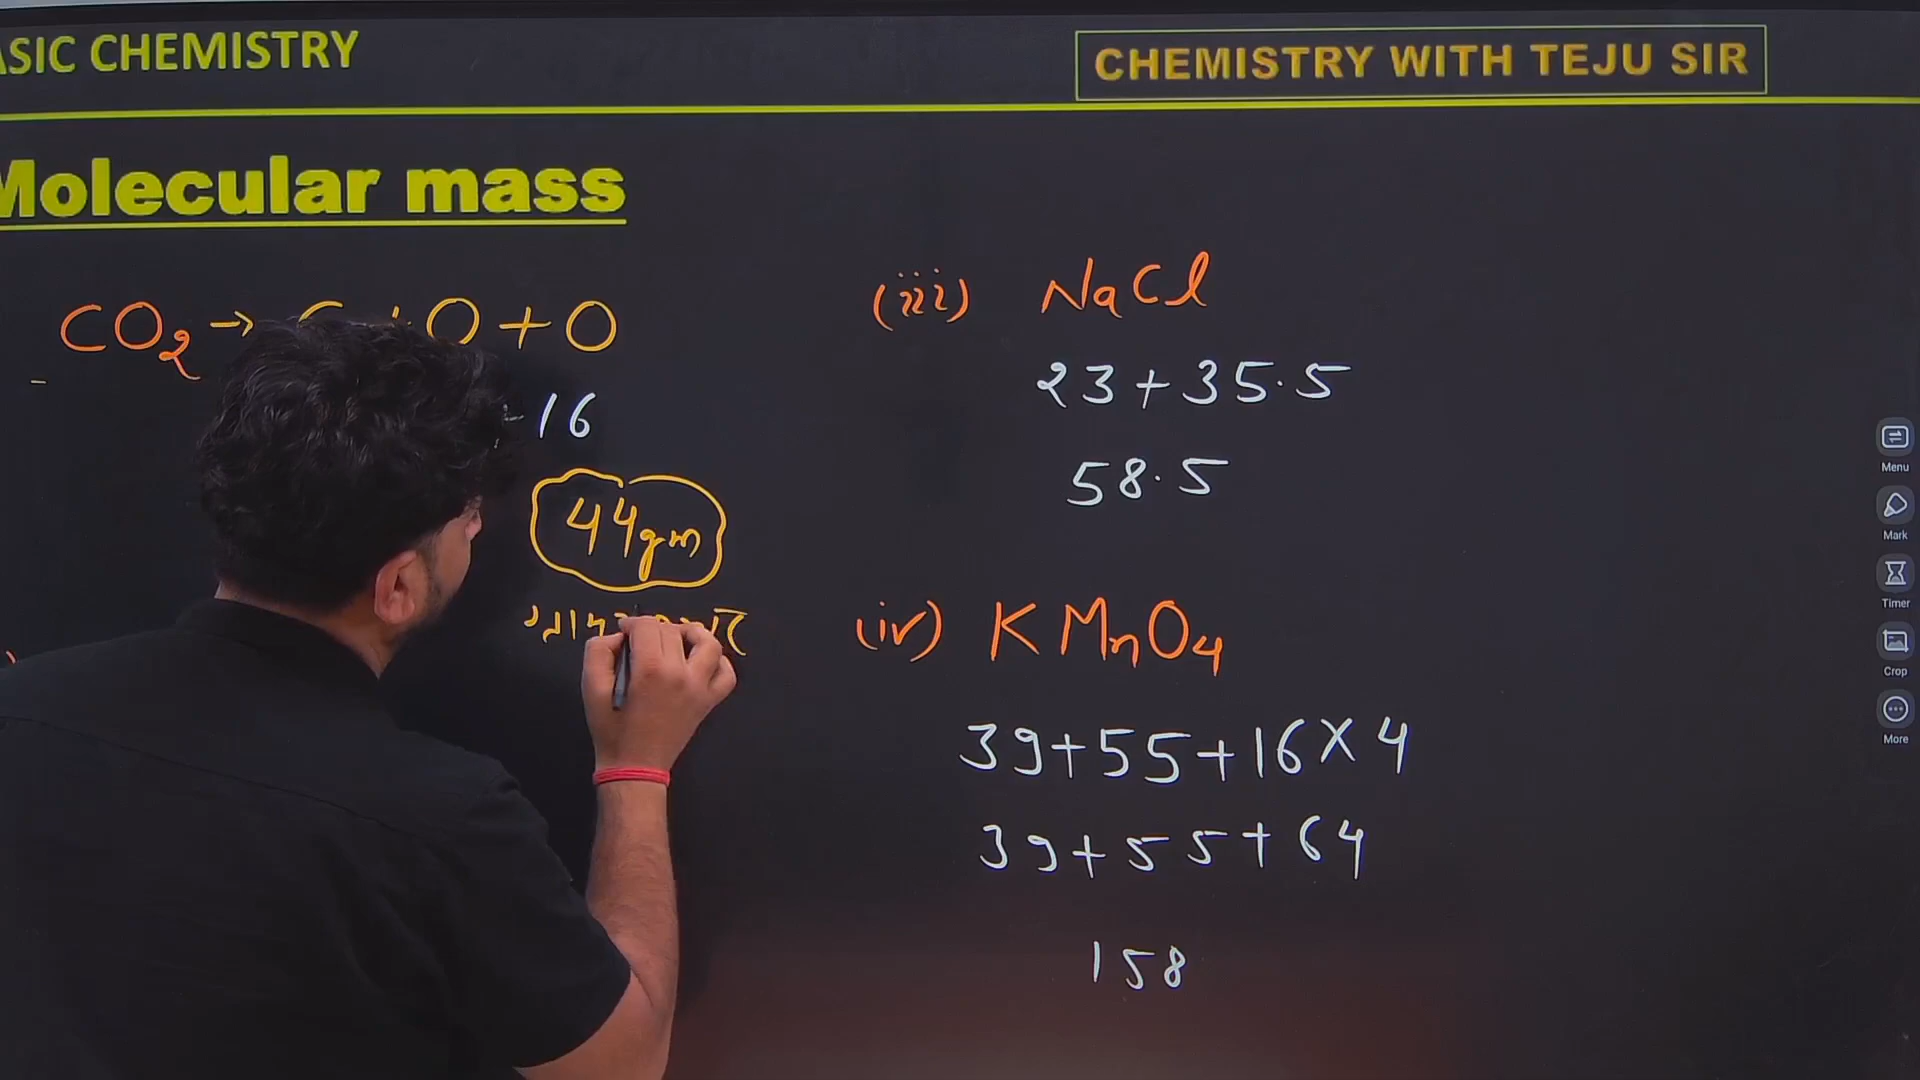 ASIC CHEMISTRY
CHEMISTRY WITH TEJU SIR
Molecular mass
CO₂ → C + O + O
16
44gm
(iii) NaCl
23+35.5
58.5
(iv) KMnO₄
39+55+16×4
39+55+64
158
Menu
Mark
Timer
Crop
More